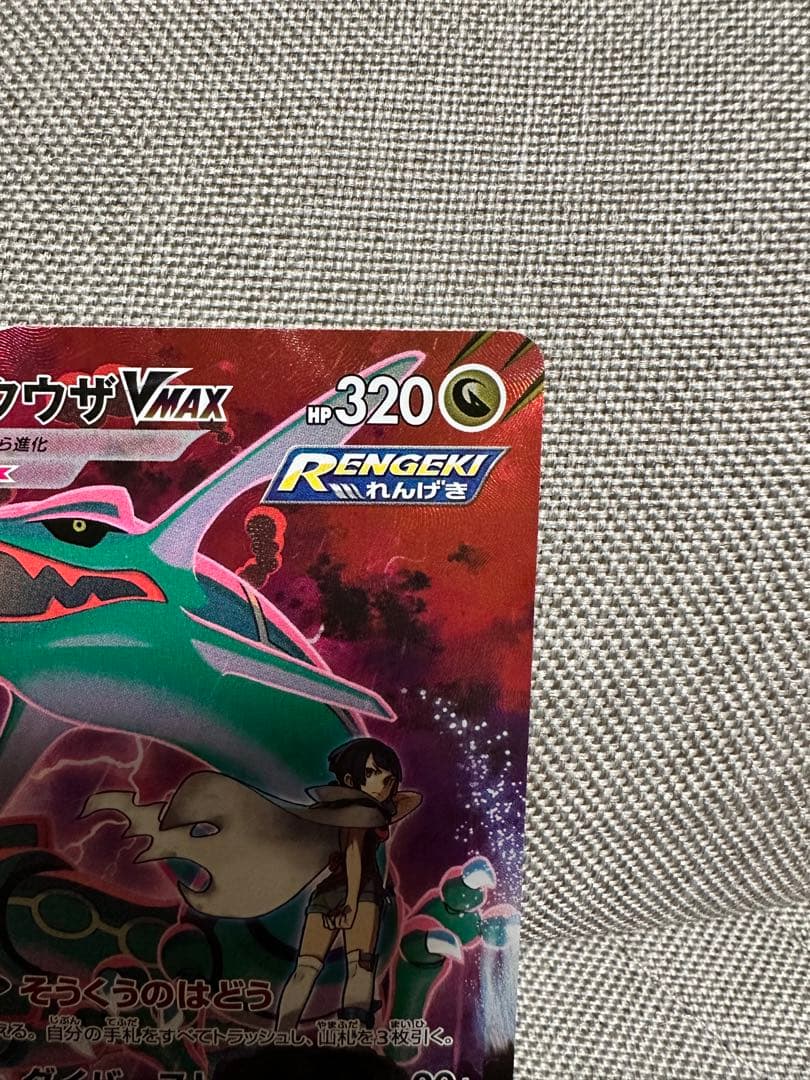 クウザVMAX HP320
ら進化
RENGEKI
れんげき
そうくうのはどう
える。自分の手札をすべてトラッシュし、山札を3枚引く。